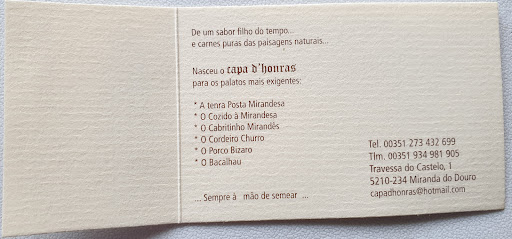 De um sabor filho do tempo...
e carnes puras das paisagens naturais...
Nasceu o capa d'honras
para os palatos mais exigentes:
* A tenra Posta Mirandesa
* O Cozido à Mirandesa
* O Cabritinho Mirandês
* O Cordeiro Churro
* O Porco Bizaro
* O Bacalhau
... Sempre à mão de semear ...
Tel. 00351 273 432 699
Tlm. 00351 934 981 905
Travessa do Castelo, 1
5210-234 Miranda do Douro
capadhonras@hotmail.com